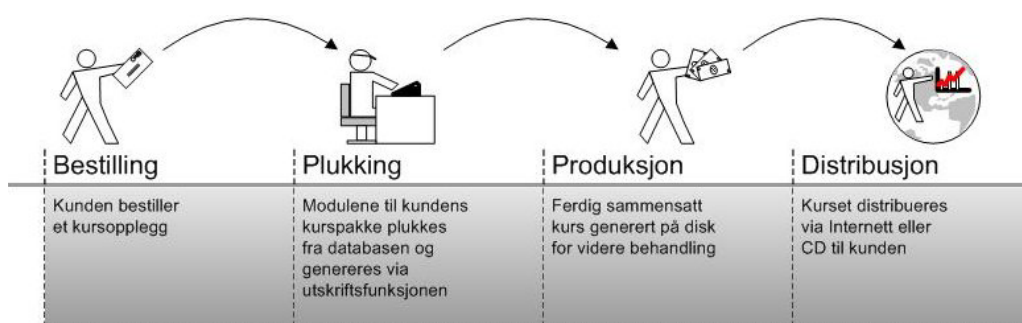 Bestilling
Kunden bestiller
et kursopplegg
Plukking
Modulene til kundens
kurspakke plukkes
fra databasen og
genereres via
utskriftsfunksjonen
Produksjon
Ferdig sammensatt
kurs generert på disk
for videre behandling
Distribusjon
Kurset distribueres
via Internett eller
CD til kunden